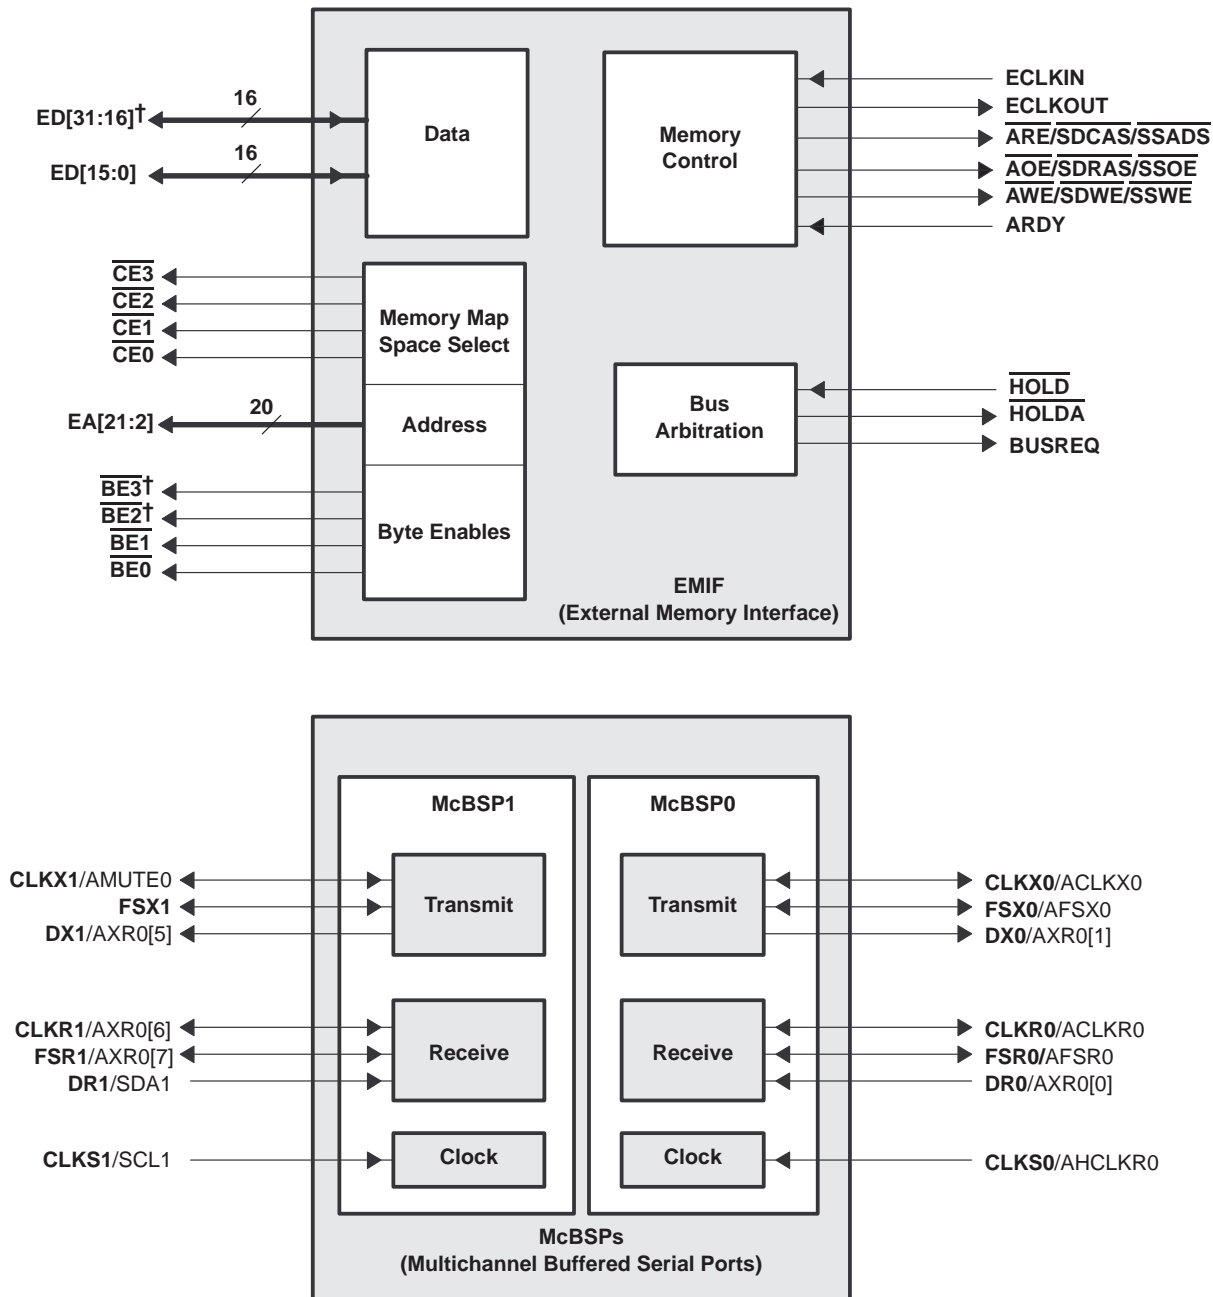 ED[31:16]†
16
Data
ED[15:0]
16
Memory
Control
ECLKIN
ECLKOUT
ARE/SDCAS/SSADS
AOE/SDRAS/SSOE
AWE/SDWE/SSWE
ARDY
CE3
CE2
CE1
CE0
Memory Map
Space Select
EA[21:2]
20
Address
BE3†
BE2†
BE1
BE0
Byte Enables
Bus
Arbitration
HOLD
HOLDA
BUSREQ
EMIF
(External Memory Interface)
McBSP1
McBSP0
CLKX1/AMUTE0
FSX1
DX1/AXR0[5]
Transmit
Transmit
CLKX0/ACLKX0
FSX0/AFSX0
DX0/AXR0[1]
CLKR1/AXR0[6]
FSR1/AXR0[7]
DR1/SDA1
Receive
Receive
CLKR0/ACLKR0
FSR0/AFSR0
DR0/AXR0[0]
CLKS1/SCL1
Clock
Clock
CLKS0/AHCLKR0
McBSPs
(Multichannel Buffered Serial Ports)